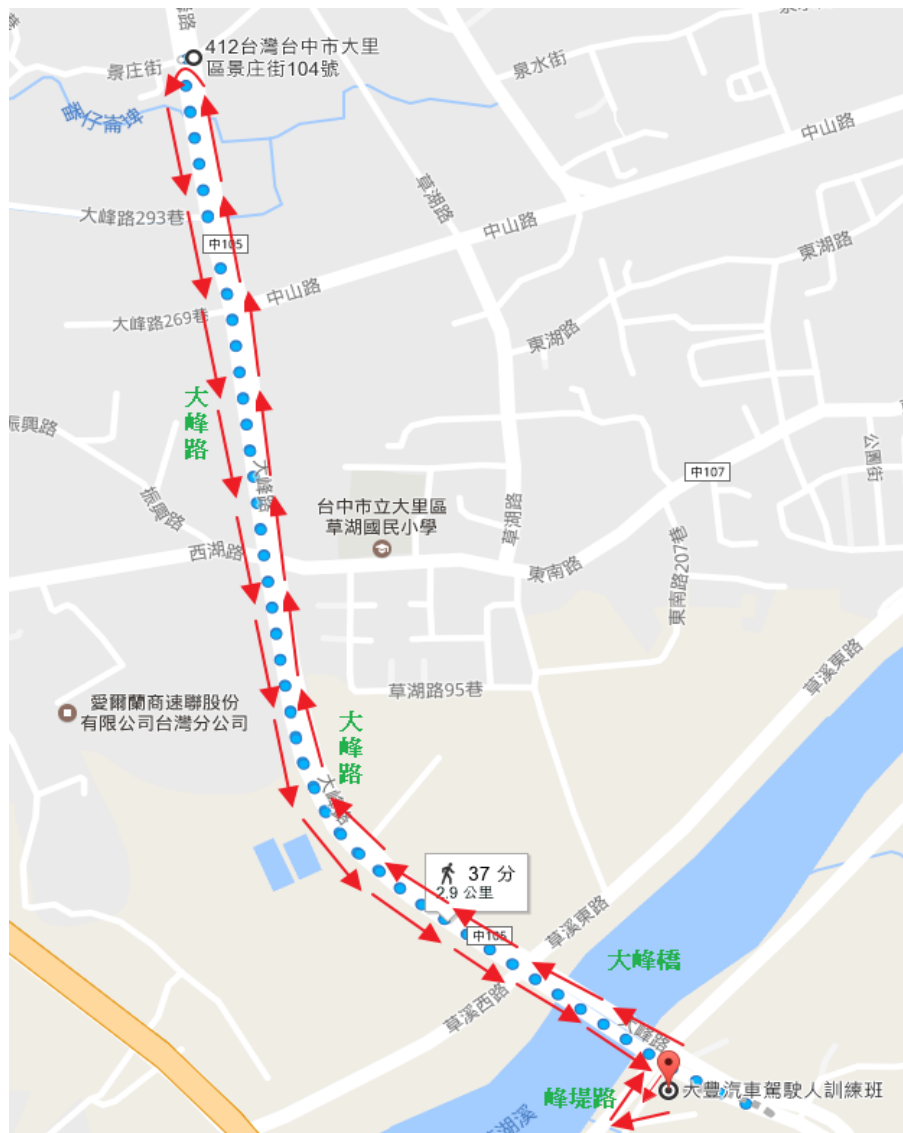 路
412台灣台中市大里
區景庄街104號
景庄街
泉水街
番仔崙埤
中山路
草湖路
大峰路293巷
中山路
東湖路
中105
中山路
大峰路269巷
東湖路
大峰路
振興路
公園街
中107
大峰路
台中市立大里區
草湖國民小學
振興路
草湖路
西湖路
東南路
東南路207巷
草溪東路
草湖路95巷
愛爾蘭商速聯股份
有限公司台灣分公司
大峰路
大峰路
37 分
2.9 公里
草溪東路
中105
大峰橋
草溪西路
大峰路
大豐汽車駕駛人訓練班
峰堤路
湖溪